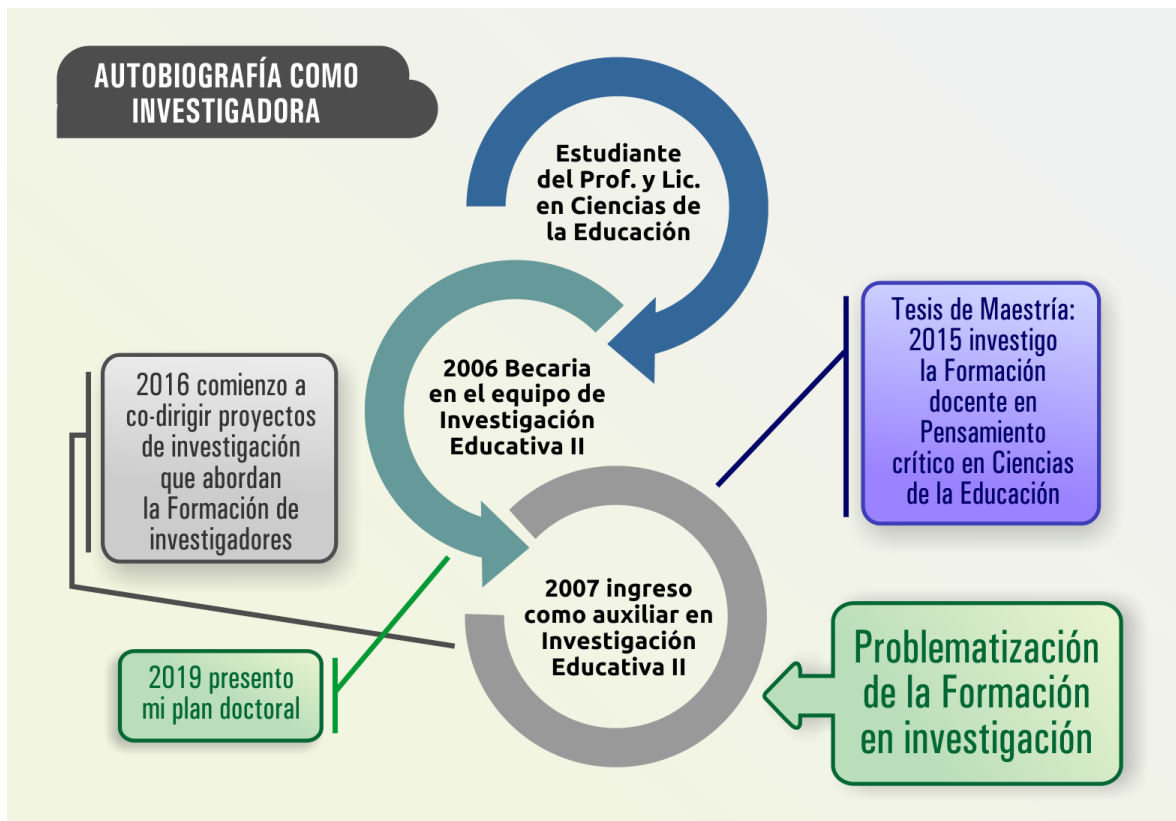 AUTOBIOGRAFÍA COMO
INVESTIGADORA
Estudiante
del Prof. y Lic.
en Ciencias de
la Educación
2006 Becaria
en el equipo de
Investigación
Educativa II
2007 ingreso
como auxiliar en
Investigación
Educativa II
Tesis de Maestría:
2015 investigo
la Formación
docente en
Pensamiento
crítico en Ciencias
de la Educación
2016 comienzo a
co-dirigir proyectos
de investigación
que abordan
la Formación de
investigadores
2019 presento
mi plan doctoral
Problematización
de la Formación
en investigación